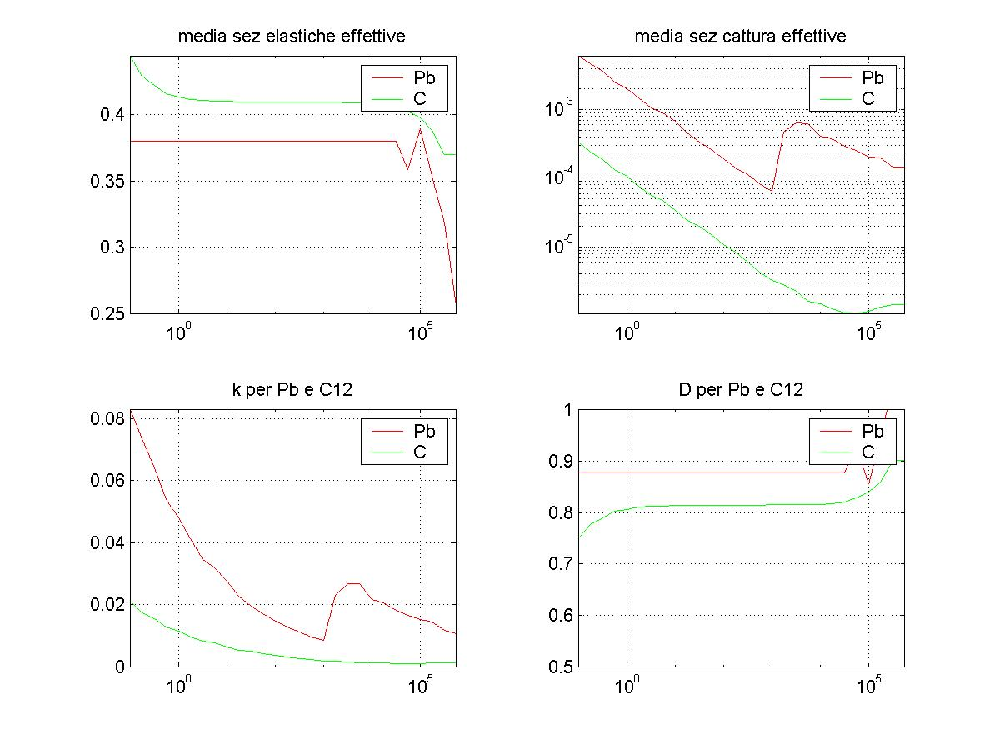 media sez elastiche effettive
Pb
C
0.4
0.35
0.3
0.25
10^0
10^5
media sez cattura effettive
Pb
C
10^-3
10^-4
10^-5
10^0
10^5
k per Pb e C12
Pb
C
0.08
0.06
0.04
0.02
0
10^0
10^5
D per Pb e C12
Pb
C
1
0.9
0.8
0.7
0.6
0.5
10^0
10^5